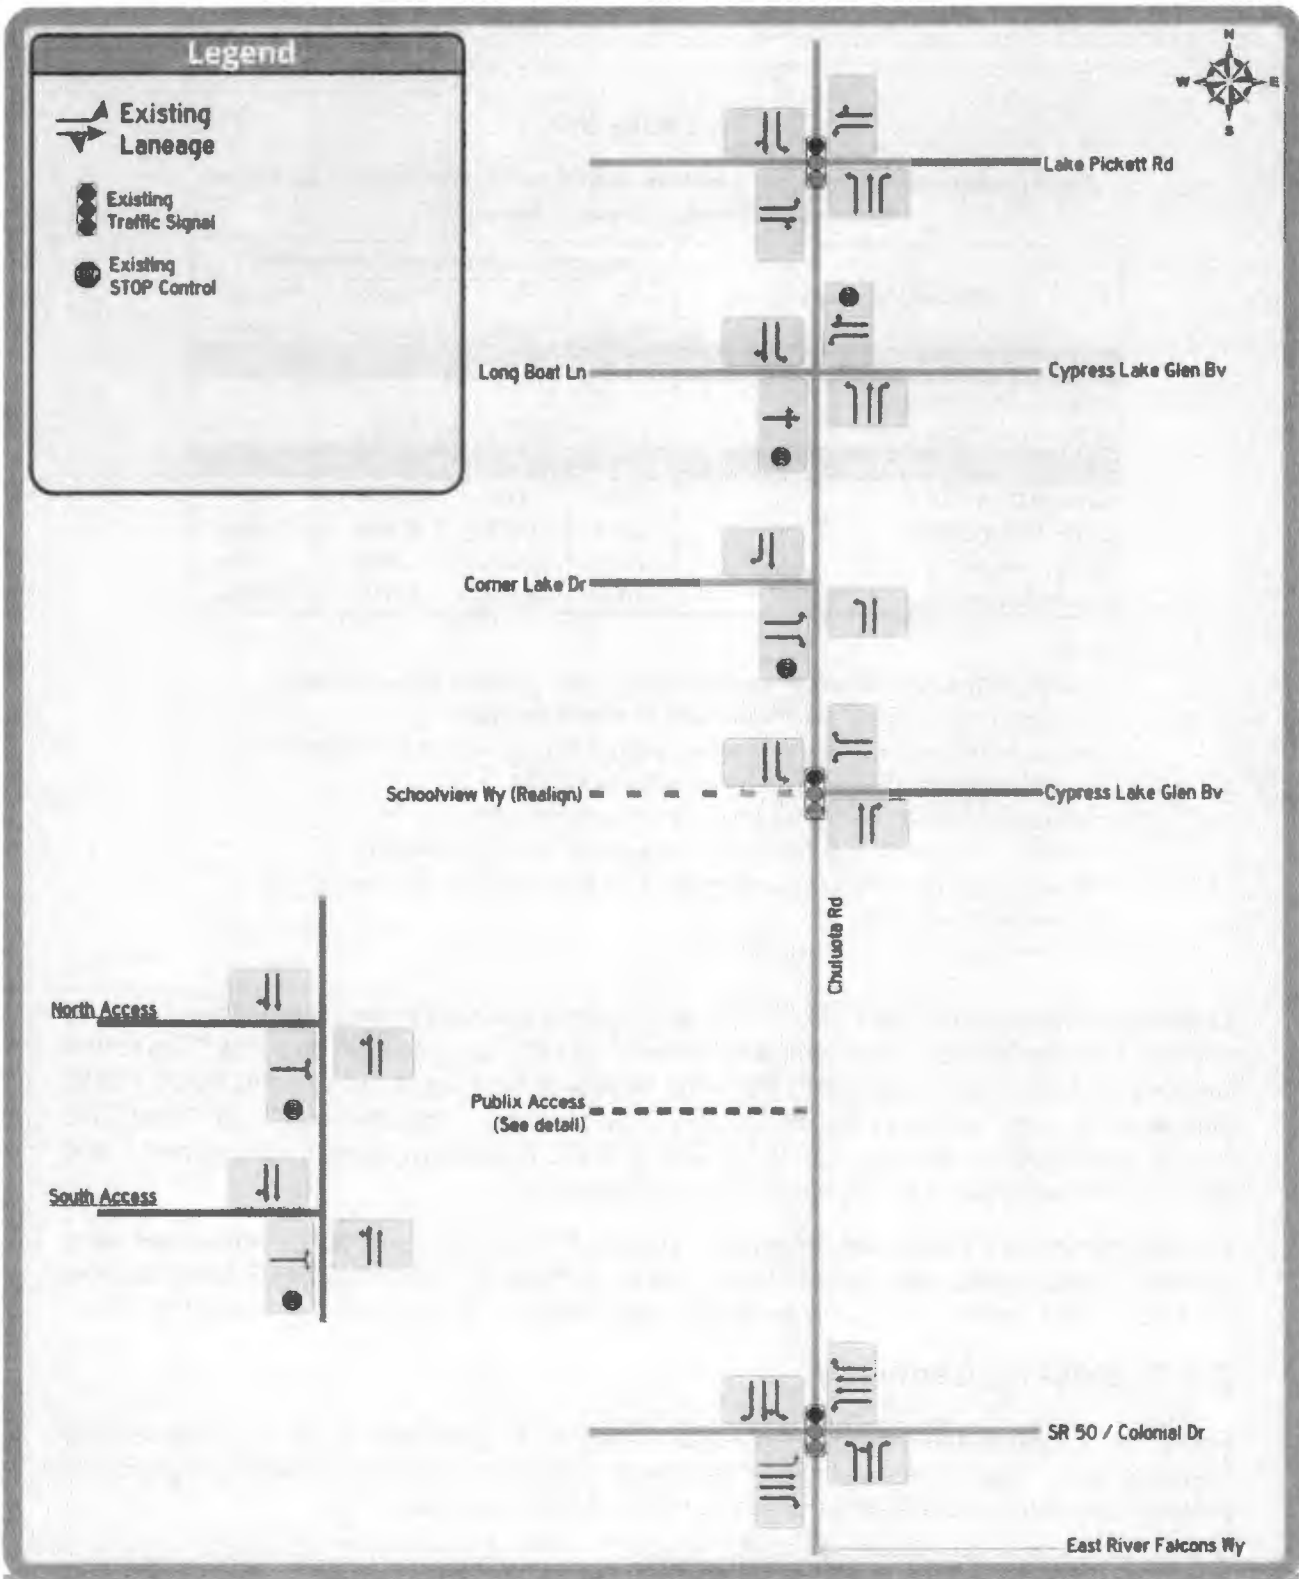 Legend
Existing
Laneage
Existing
Traffic Signal
Existing
STOP Control
N
W E
S
Lake Pickett Rd
Long Boat Ln
Cypress Lake Glen Bv
Corner Lake Dr
Schoolview Wy (Realign)
Cypress Lake Glen Bv
Chuluota Rd
North Access
Publix Access
(See detail)
South Access
SR 50 / Colonial Dr
East River Falcons Wy